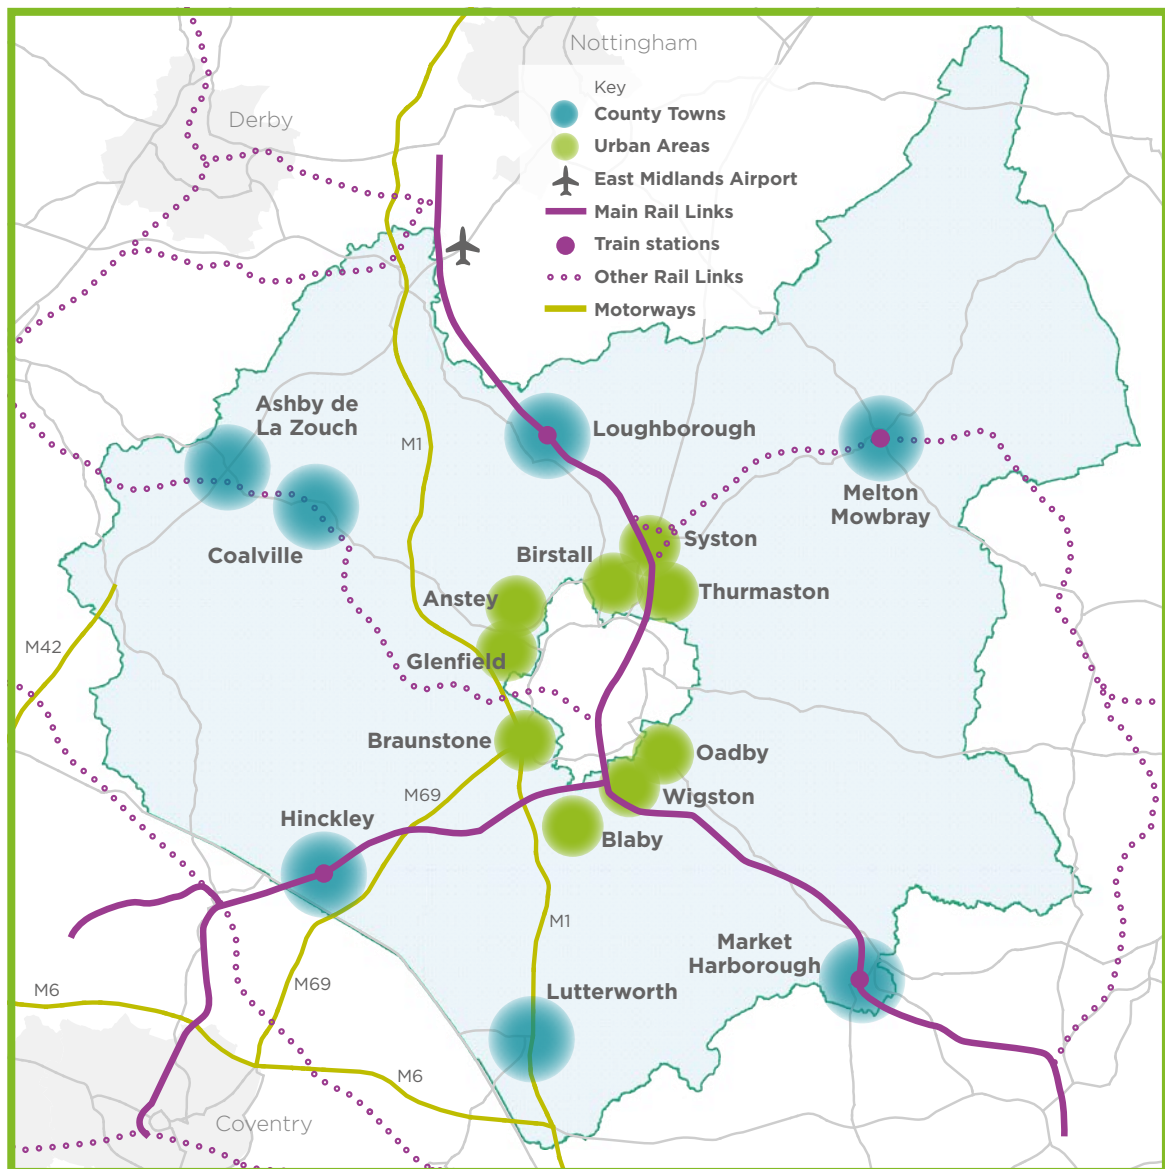 Nottingham
Key
County Towns
Derby
Urban Areas
East Midlands Airport
Main Rail Links
Train stations
Other Rail Links
Motorways
Ashby de
La Zouch
M1
Loughborough
Melton
Mowbray
Coalville
Birstall
Syston
Anstey
Thurmaston
M42
Glenfield
Braunstone
Oadby
M69
Wigston
Hinckley
Blaby
M1
Market
Harborough
M69
M6
Lutterworth
M6
Coventry